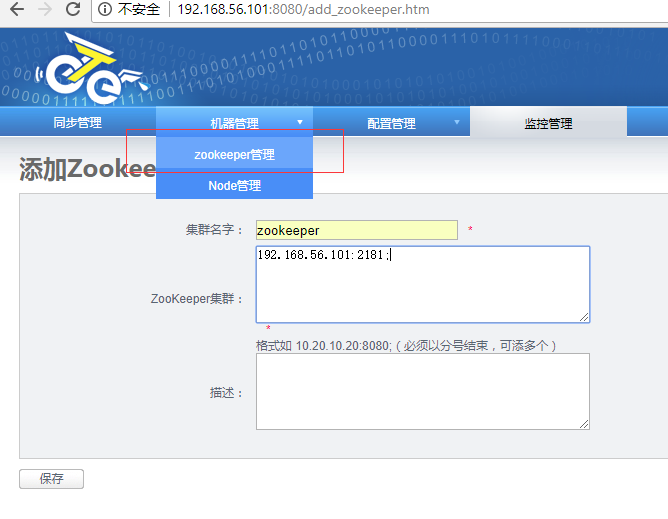 不安全 192.168.56.101:8080/add_zookeeper.htm
同步管理 机器管理 配置管理 监控管理
zookeeper管理
添加Zookee
Node管理
集群名字： zookeeper *
192.168.56.101:2181;
ZooKeeper集群：
*
格式如 10.20.10.20:8080;（必须以分号结束，可添多个）
描述：
保存